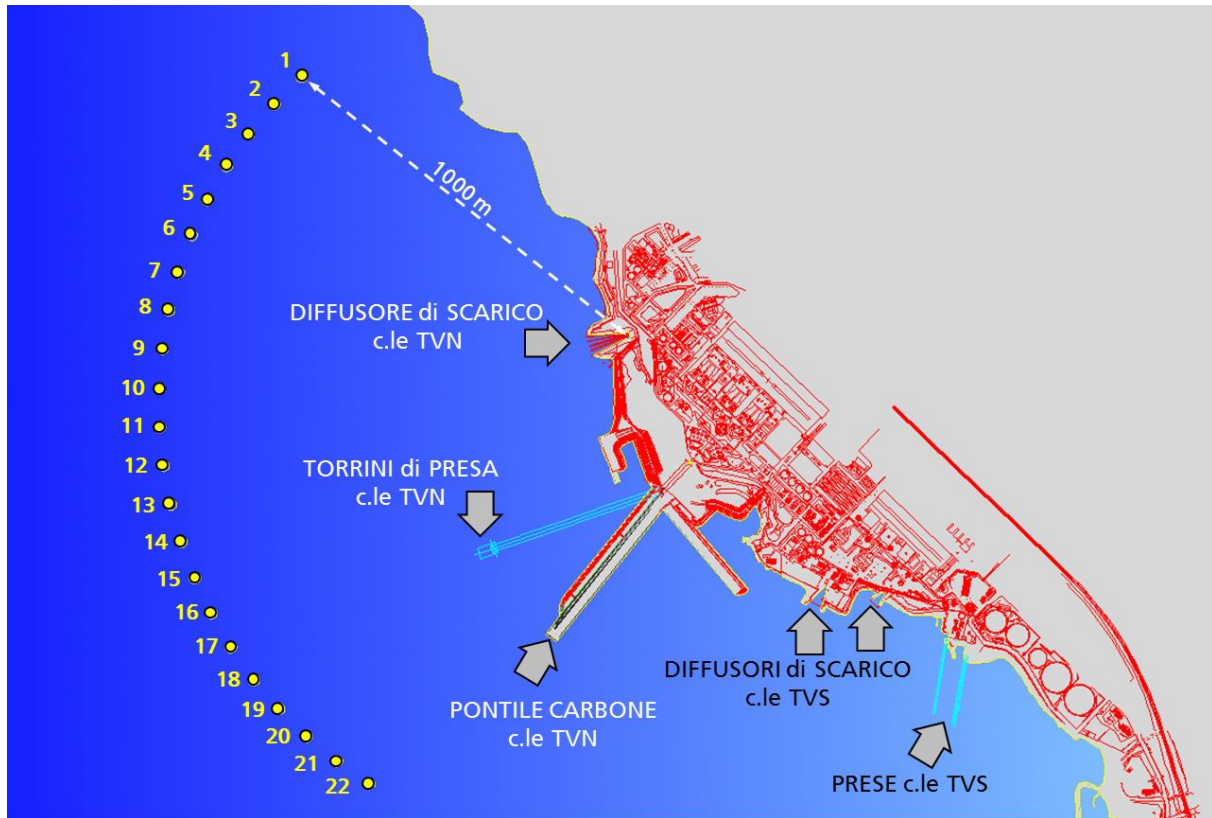 1
2
3
4
5
6
7
8
9
10
11
12
13
14
15
16
17
18
19
20
21
22
1000 m
DIFFUSORE di SCARICO
c.le TVN
TORRINI di PRESA
c.le TVN
PONTILE CARBONE
c.le TVN
DIFFUSORI di SCARICO
c.le TVS
PRESE c.le TVS